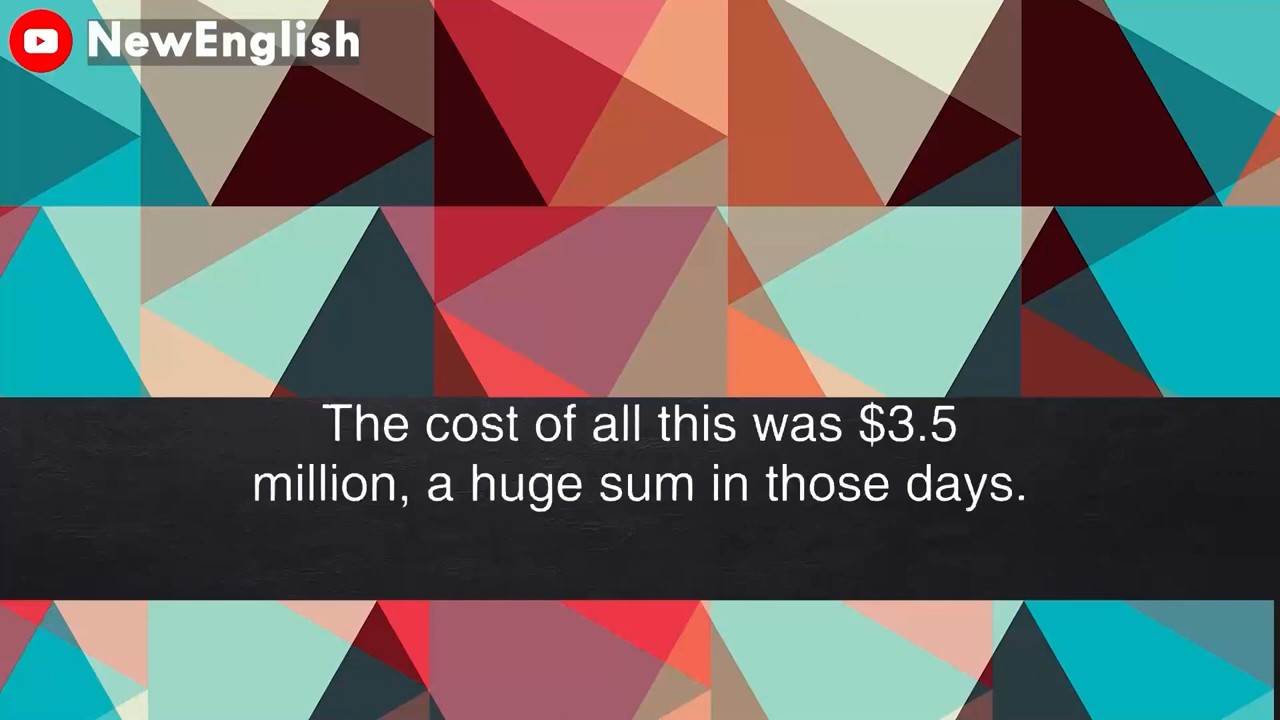 NewEnglish
The cost of all this was $3.5
million, a huge sum in those days.